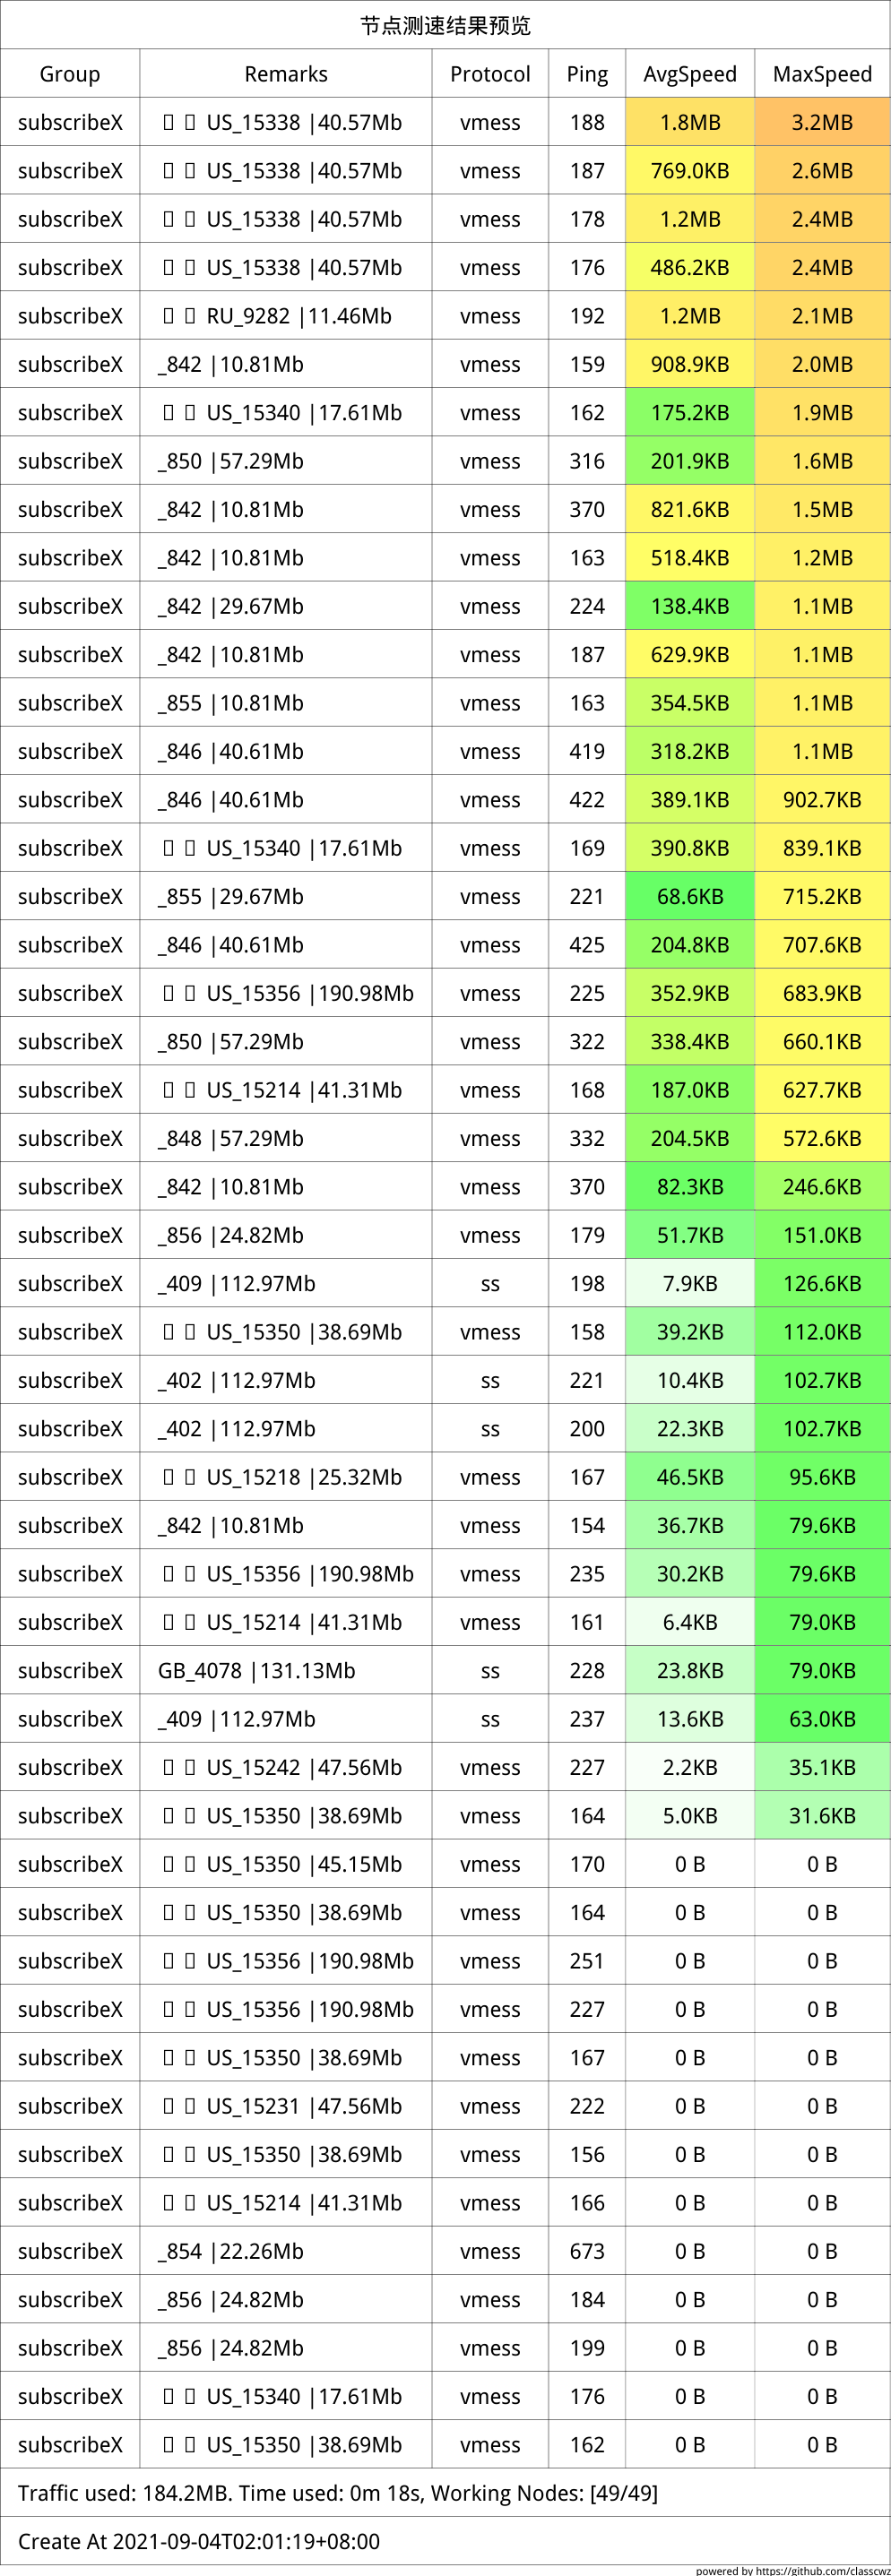 节点测速结果预览
Group Remarks Protocol Ping AvgSpeed MaxSpeed
subscribeX US_15338 |40.57Mb vmess 188 1.8MB 3.2MB
subscribeX US_15338 |40.57Mb vmess 187 769.0KB 2.6MB
subscribeX US_15338 |40.57Mb vmess 178 1.2MB 2.4MB
subscribeX US_15338 |40.57Mb vmess 176 486.2KB 2.4MB
subscribeX RU_9282 |11.46Mb vmess 192 1.2MB 2.1MB
subscribeX _842 |10.81Mb vmess 159 908.9KB 2.0MB
subscribeX US_15340 |17.61Mb vmess 162 175.2KB 1.9MB
subscribeX _850 |57.29Mb vmess 316 201.9KB 1.6MB
subscribeX _842 |10.81Mb vmess 370 821.6KB 1.5MB
subscribeX _842 |10.81Mb vmess 163 518.4KB 1.2MB
subscribeX _842 |29.67Mb vmess 224 138.4KB 1.1MB
subscribeX _842 |10.81Mb vmess 187 629.9KB 1.1MB
subscribeX _855 |10.81Mb vmess 163 354.5KB 1.1MB
subscribeX _846 |40.61Mb vmess 419 318.2KB 1.1MB
subscribeX _846 |40.61Mb vmess 422 389.1KB 902.7KB
subscribeX US_15340 |17.61Mb vmess 169 390.8KB 839.1KB
subscribeX _855 |29.67Mb vmess 221 68.6KB 715.2KB
subscribeX _846 |40.61Mb vmess 425 204.8KB 707.6KB
subscribeX US_15356 |190.98Mb vmess 225 352.9KB 683.9KB
subscribeX _850 |57.29Mb vmess 322 338.4KB 660.1KB
subscribeX US_15214 |41.31Mb vmess 168 187.0KB 627.7KB
subscribeX _848 |57.29Mb vmess 332 204.5KB 572.6KB
subscribeX _842 |10.81Mb vmess 370 82.3KB 246.6KB
subscribeX _856 |24.82Mb vmess 179 51.7KB 151.0KB
subscribeX _409 |112.97Mb ss 198 7.9KB 126.6KB
subscribeX US_15350 |38.69Mb vmess 158 39.2KB 112.0KB
subscribeX _402 |112.97Mb ss 221 10.4KB 102.7KB
subscribeX _402 |112.97Mb ss 200 22.3KB 102.7KB
subscribeX US_15218 |25.32Mb vmess 167 46.5KB 95.6KB
subscribeX _842 |10.81Mb vmess 154 36.7KB 79.6KB
subscribeX US_15356 |190.98Mb vmess 235 30.2KB 79.6KB
subscribeX US_15214 |41.31Mb vmess 161 6.4KB 79.0KB
subscribeX GB_4078 |131.13Mb ss 228 23.8KB 79.0KB
subscribeX _409 |112.97Mb ss 237 13.6KB 63.0KB
subscribeX US_15242 |47.56Mb vmess 227 2.2KB 35.1KB
subscribeX US_15350 |38.69Mb vmess 164 5.0KB 31.6KB
subscribeX US_15350 |45.15Mb vmess 170 0 B 0 B
subscribeX US_15350 |38.69Mb vmess 164 0 B 0 B
subscribeX US_15356 |190.98Mb vmess 251 0 B 0 B
subscribeX US_15356 |190.98Mb vmess 227 0 B 0 B
subscribeX US_15350 |38.69Mb vmess 167 0 B 0 B
subscribeX US_15231 |47.56Mb vmess 222 0 B 0 B
subscribeX US_15350 |38.69Mb vmess 156 0 B 0 B
subscribeX US_15214 |41.31Mb vmess 166 0 B 0 B
subscribeX _854 |22.26Mb vmess 673 0 B 0 B
subscribeX _856 |24.82Mb vmess 184 0 B 0 B
subscribeX _856 |24.82Mb vmess 199 0 B 0 B
subscribeX US_15340 |17.61Mb vmess 176 0 B 0 B
subscribeX US_15350 |38.69Mb vmess 162 0 B 0 B
Traffic used: 184.2MB. Time used: 0m 18s, Working Nodes: [49/49]
Create At 2021-09-04T02:01:19+08:00
powered by https://github.com/classcwz